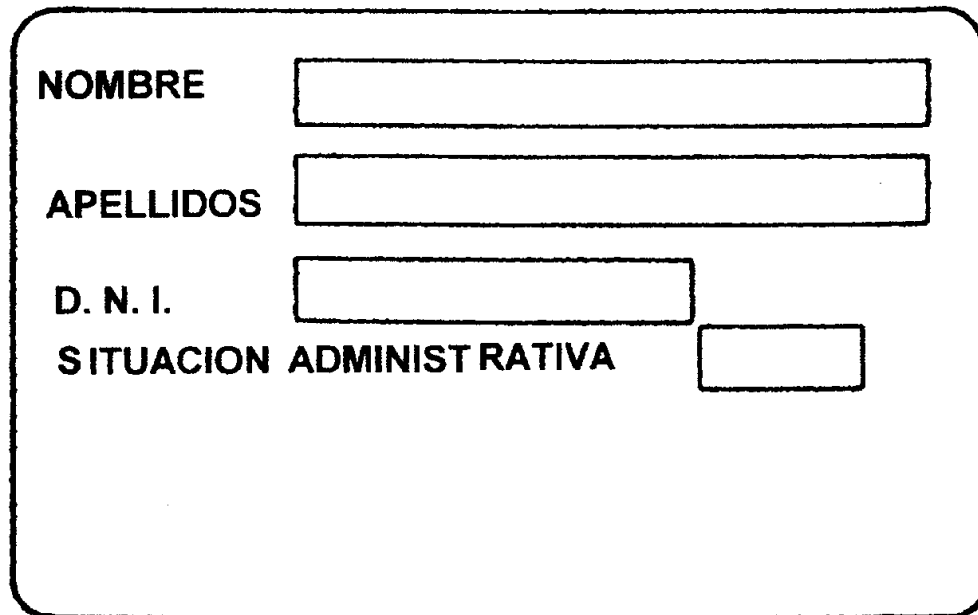 NOMBRE
APELLIDOS
D. N. I.
SITUACION ADMINISTRATIVA